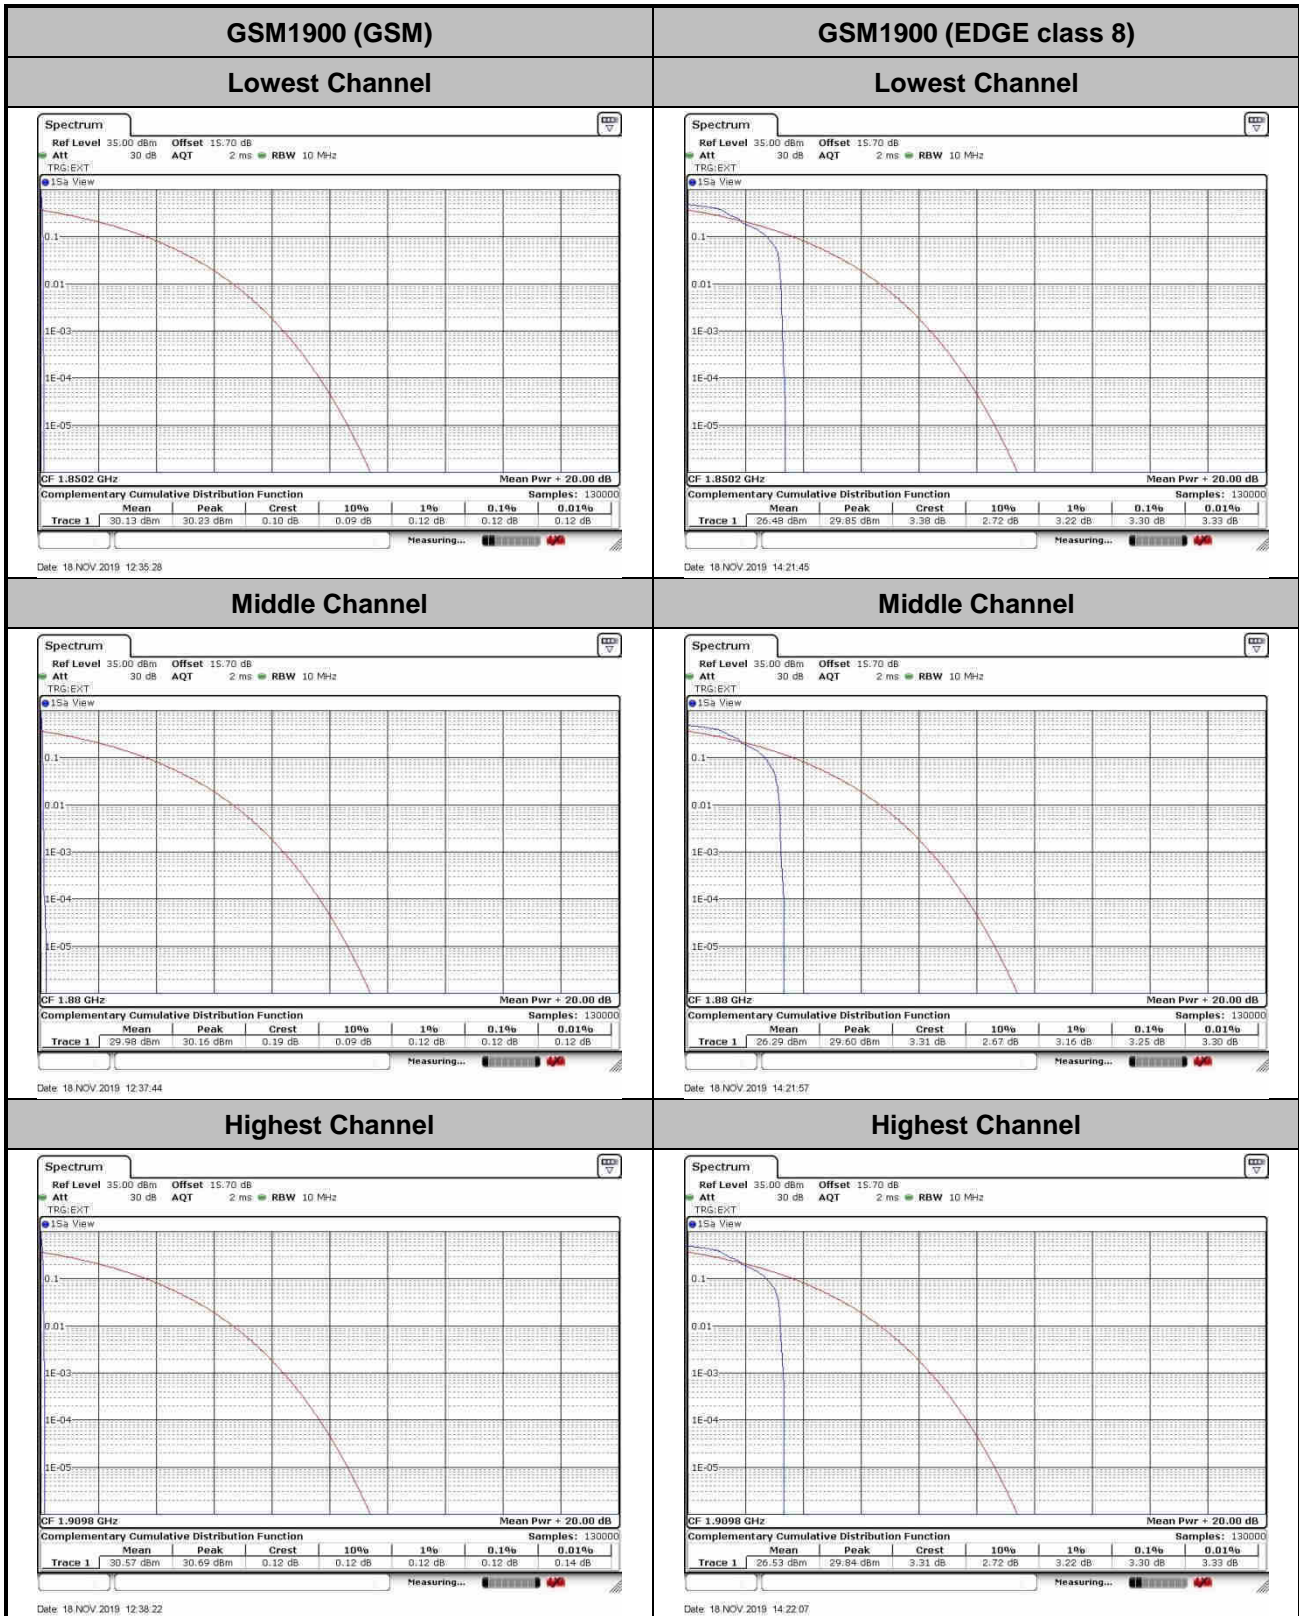 GSM1900 (GSM) GSM1900 (EDGE class 8)
Lowest Channel Lowest Channel
Spectrum
Ref Level 35.00 dBm Offset 15.70 dB
Att 30 dB AQT 2 ms RBW 10 MHz
TRG:EXT
1Sa View
0.1
0.01
1E-03
1E-04
1E-05
CF 1.8502 GHz Mean Pwr + 20.00 dB
Complementary Cumulative Distribution Function Samples: 130000
Mean Peak Crest 10% 1% 0.1% 0.01%
Trace 1 30.13 dBm 30.23 dBm 0.10 dB 0.09 dB 0.12 dB 0.12 dB 0.12 dB
Measuring...
Date: 18.NOV.2019 12:35:28
Spectrum
Ref Level 35.00 dBm Offset 15.70 dB
Att 30 dB AQT 2 ms RBW 10 MHz
TRG:EXT
1Sa View
0.1
0.01
1E-03
1E-04
1E-05
CF 1.8502 GHz Mean Pwr + 20.00 dB
Complementary Cumulative Distribution Function Samples: 130000
Mean Peak Crest 10% 1% 0.1% 0.01%
Trace 1 26.48 dBm 29.85 dBm 3.38 dB 2.72 dB 3.22 dB 3.30 dB 3.33 dB
Measuring...
Date: 18.NOV.2019 14:21:45
Middle Channel Middle Channel
Spectrum
Ref Level 35.00 dBm Offset 15.70 dB
Att 30 dB AQT 2 ms RBW 10 MHz
TRG:EXT
1Sa View
0.1
0.01
1E-03
1E-04
1E-05
CF 1.88 GHz Mean Pwr + 20.00 dB
Complementary Cumulative Distribution Function Samples: 130000
Mean Peak Crest 10% 1% 0.1% 0.01%
Trace 1 29.98 dBm 30.16 dBm 0.19 dB 0.09 dB 0.12 dB 0.12 dB 0.12 dB
Measuring...
Date: 18.NOV.2019 12:37:44
Spectrum
Ref Level 35.00 dBm Offset 15.70 dB
Att 30 dB AQT 2 ms RBW 10 MHz
TRG:EXT
1Sa View
0.1
0.01
1E-03
1E-04
1E-05
CF 1.88 GHz Mean Pwr + 20.00 dB
Complementary Cumulative Distribution Function Samples: 130000
Mean Peak Crest 10% 1% 0.1% 0.01%
Trace 1 26.29 dBm 29.60 dBm 3.31 dB 2.67 dB 3.16 dB 3.25 dB 3.30 dB
Measuring...
Date: 18.NOV.2019 14:21:57
Highest Channel Highest Channel
Spectrum
Ref Level 35.00 dBm Offset 15.70 dB
Att 30 dB AQT 2 ms RBW 10 MHz
TRG:EXT
1Sa View
0.1
0.01
1E-03
1E-04
1E-05
CF 1.9098 GHz Mean Pwr + 20.00 dB
Complementary Cumulative Distribution Function Samples: 130000
Mean Peak Crest 10% 1% 0.1% 0.01%
Trace 1 30.57 dBm 30.69 dBm 0.12 dB 0.12 dB 0.12 dB 0.12 dB 0.14 dB
Measuring...
Date: 18.NOV.2019 12:38:22
Spectrum
Ref Level 35.00 dBm Offset 15.70 dB
Att 30 dB AQT 2 ms RBW 10 MHz
TRG:EXT
1Sa View
0.1
0.01
1E-03
1E-04
1E-05
CF 1.9098 GHz Mean Pwr + 20.00 dB
Complementary Cumulative Distribution Function Samples: 130000
Mean Peak Crest 10% 1% 0.1% 0.01%
Trace 1 26.53 dBm 29.84 dBm 3.31 dB 2.72 dB 3.22 dB 3.30 dB 3.33 dB
Measuring...
Date: 18.NOV.2019 14:22:07